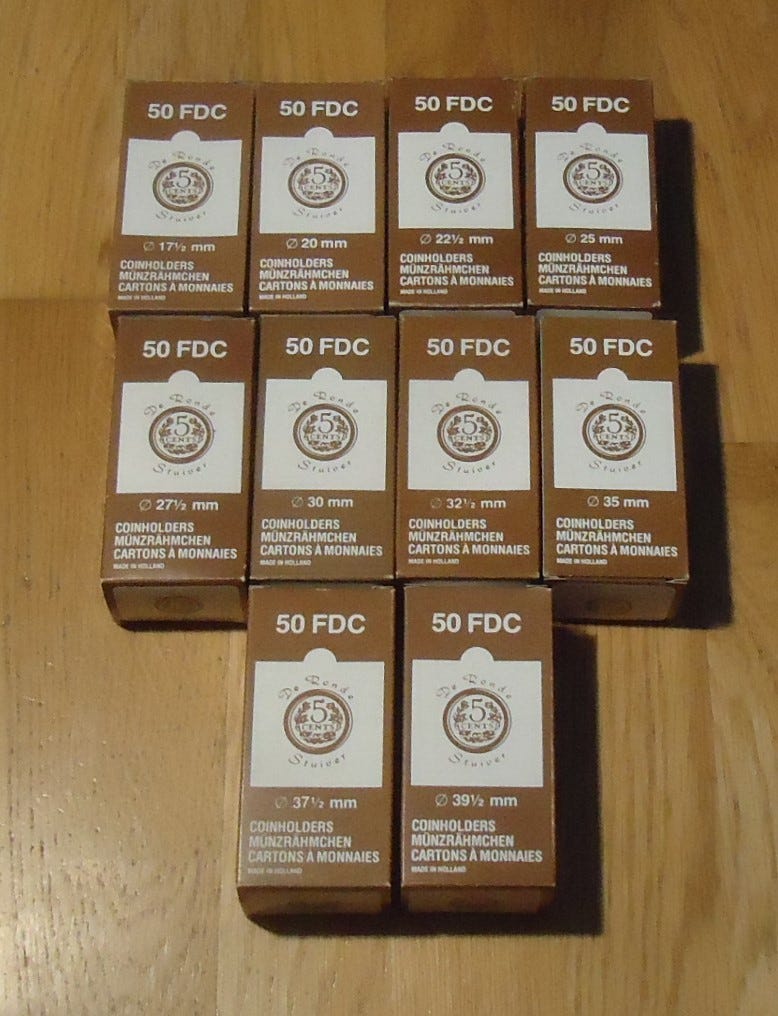 50 FDC
De Ronde
5
CENTS
Stuiver
Ø 17½ mm
COINHOLDERS
MÜNZRÄHMCHEN
CARTONS À MONNAIES
MADE IN HOLLAND
50 FDC
De Ronde
5
CENTS
Stuiver
Ø 20 mm
COINHOLDERS
MÜNZRÄHMCHEN
CARTONS À MONNAIES
MADE IN HOLLAND
50 FDC
De Ronde
5
CENTS
Stuiver
Ø 22½ mm
COINHOLDERS
MÜNZRÄHMCHEN
CARTONS À MONNAIES
MADE IN HOLLAND
50 FDC
De Ronde
5
CENTS
Stuiver
Ø 25 mm
COINHOLDERS
MÜNZRÄHMCHEN
CARTONS À MONNAIES
MADE IN HOLLAND
50 FDC
De Ronde
5
CENTS
Stuiver
Ø 27½ mm
COINHOLDERS
MÜNZRÄHMCHEN
CARTONS À MONNAIES
MADE IN HOLLAND
50 FDC
De Ronde
5
CENTS
Stuiver
Ø 30 mm
COINHOLDERS
MÜNZRÄHMCHEN
CARTONS À MONNAIES
MADE IN HOLLAND
50 FDC
De Ronde
5
CENTS
Stuiver
Ø 32½ mm
COINHOLDERS
MÜNZRÄHMCHEN
CARTONS À MONNAIES
MADE IN HOLLAND
50 FDC
De Ronde
5
CENTS
Stuiver
Ø 35 mm
COINHOLDERS
MÜNZRÄHMCHEN
CARTONS À MONNAIES
MADE IN HOLLAND
50 FDC
De Ronde
5
CENTS
Stuiver
Ø 37½ mm
COINHOLDERS
MÜNZRÄHMCHEN
CARTONS À MONNAIES
MADE IN HOLLAND
50 FDC
De Ronde
5
CENTS
Stuiver
Ø 39½ mm
COINHOLDERS
MÜNZRÄHMCHEN
CARTONS À MONNAIES
MADE IN HOLLAND